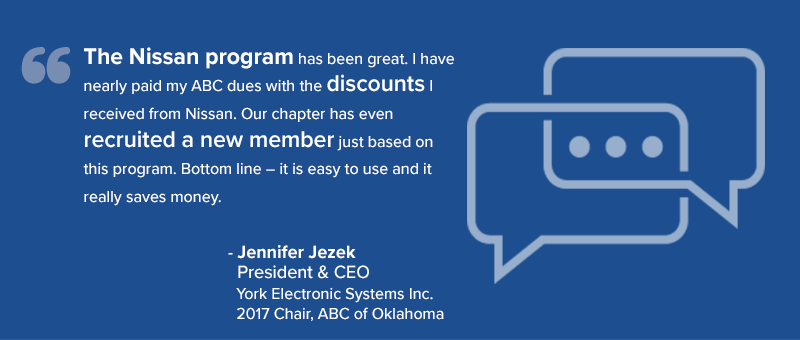 The Nissan program has been great. I have
nearly paid my ABC dues with the discounts I
received from Nissan. Our chapter has even
recruited a new member just based on
this program. Bottom line – it is easy to use and it
really saves money.
- Jennifer Jezek
President & CEO
York Electronic Systems Inc.
2017 Chair, ABC of Oklahoma